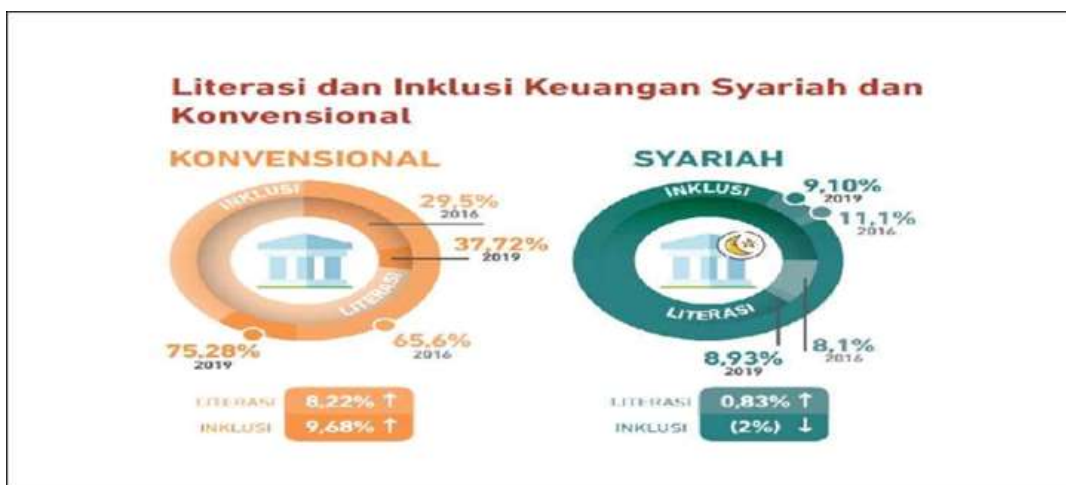 Literasi dan Inklusi Keuangan Syariah dan
Konvensional
KONVENSIONAL
INKLUSI
29,5%
2016
37,72%
2019
LITERASI
65,6%
2016
75,28%
2019
LITERASI 8,22% ↑
INKLUSI 9,68% ↑
SYARIAH
INKLUSI
9,10%
2019
11,1%
2016
LITERASI
8,1%
2016
8,93%
2019
LITERASI 0,83% ↑
INKLUSI (2%) ↓